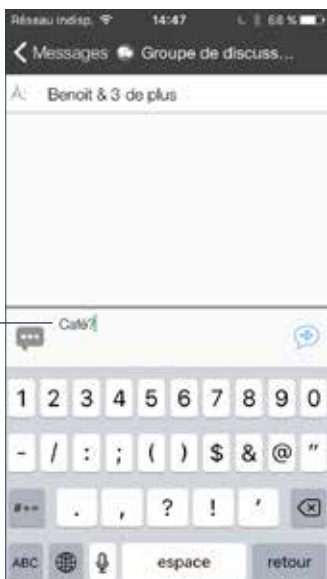 Réseau indisp. 14:47 68 %
Messages Groupe de discuss...
À: Benoit & 3 de plus
Café?
1 2 3 4 5 6 7 8 9 0
- / : ; ( ) $ & @ "
#+= . , ? ! '
ABC espace retour